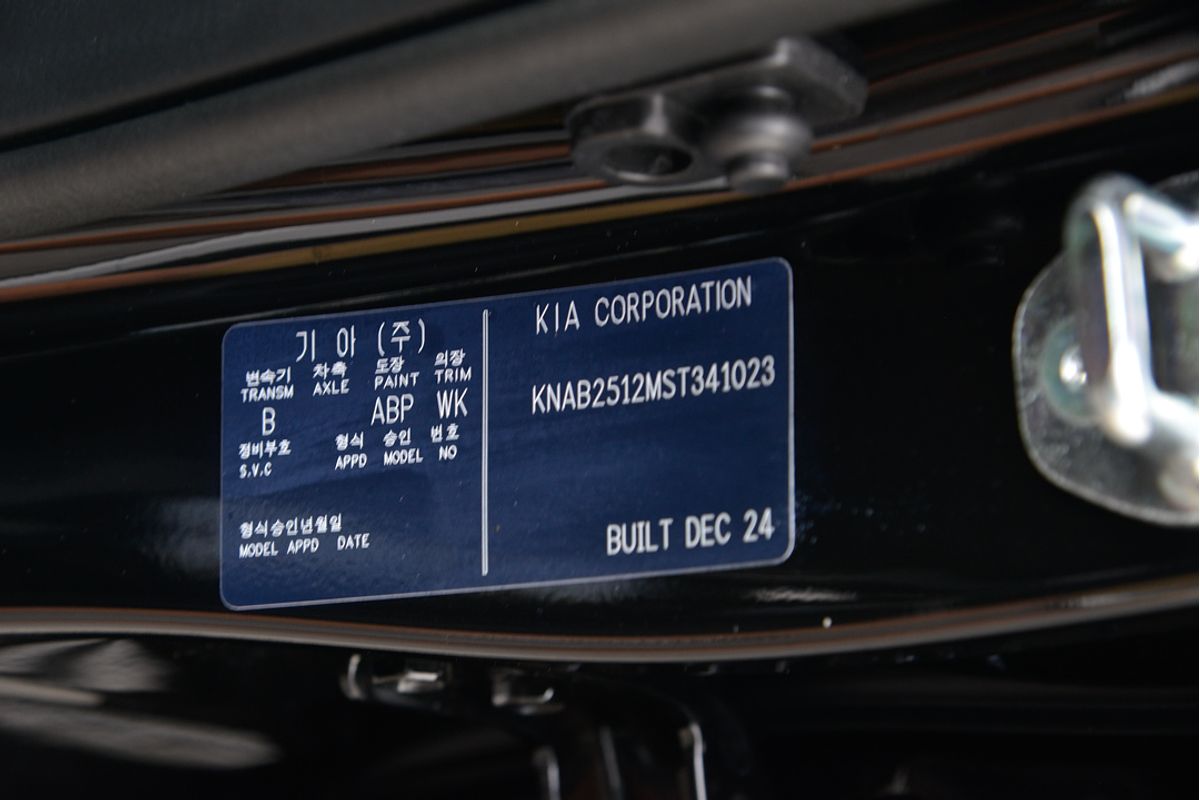 기아 (주)
변속기 차축 도장 의장
TRANSM AXLE PAINT TRIM
B ABP WK
정비부호 형식 승인 번호
S.V.C APPD MODEL NO
형식승인년월일
MODEL APPD DATE
KIA CORPORATION
KNAB2512MST341023
BUILT DEC 24